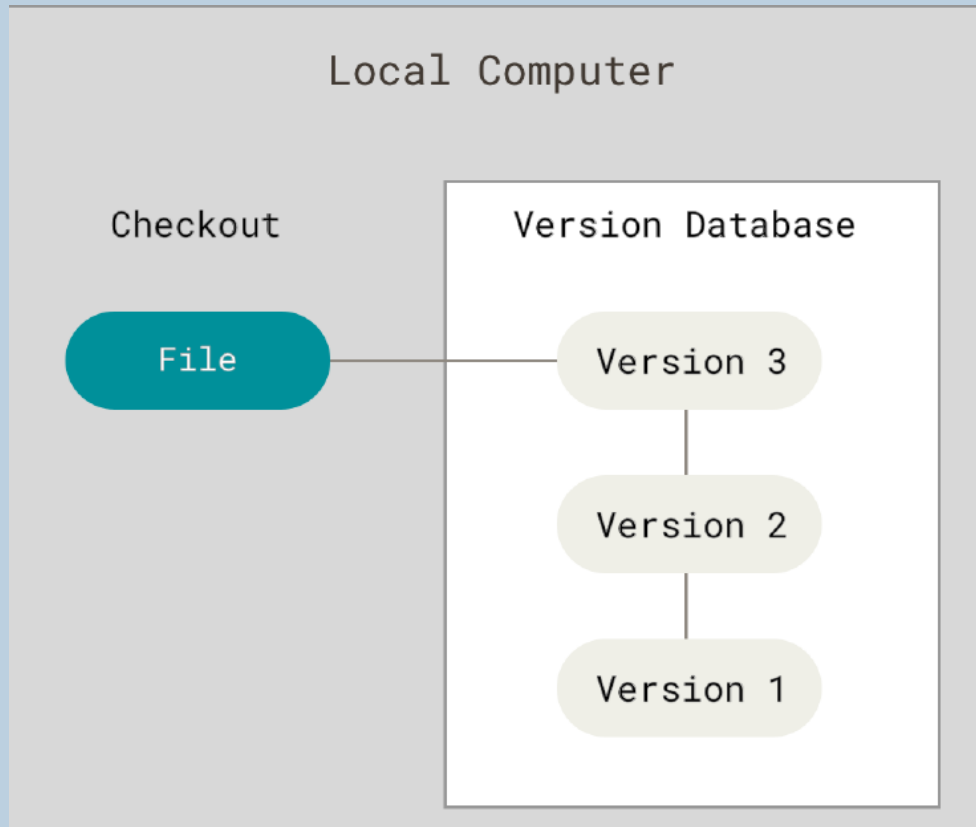 Local Computer
Checkout
Version Database
File
Version 3
Version 2
Version 1